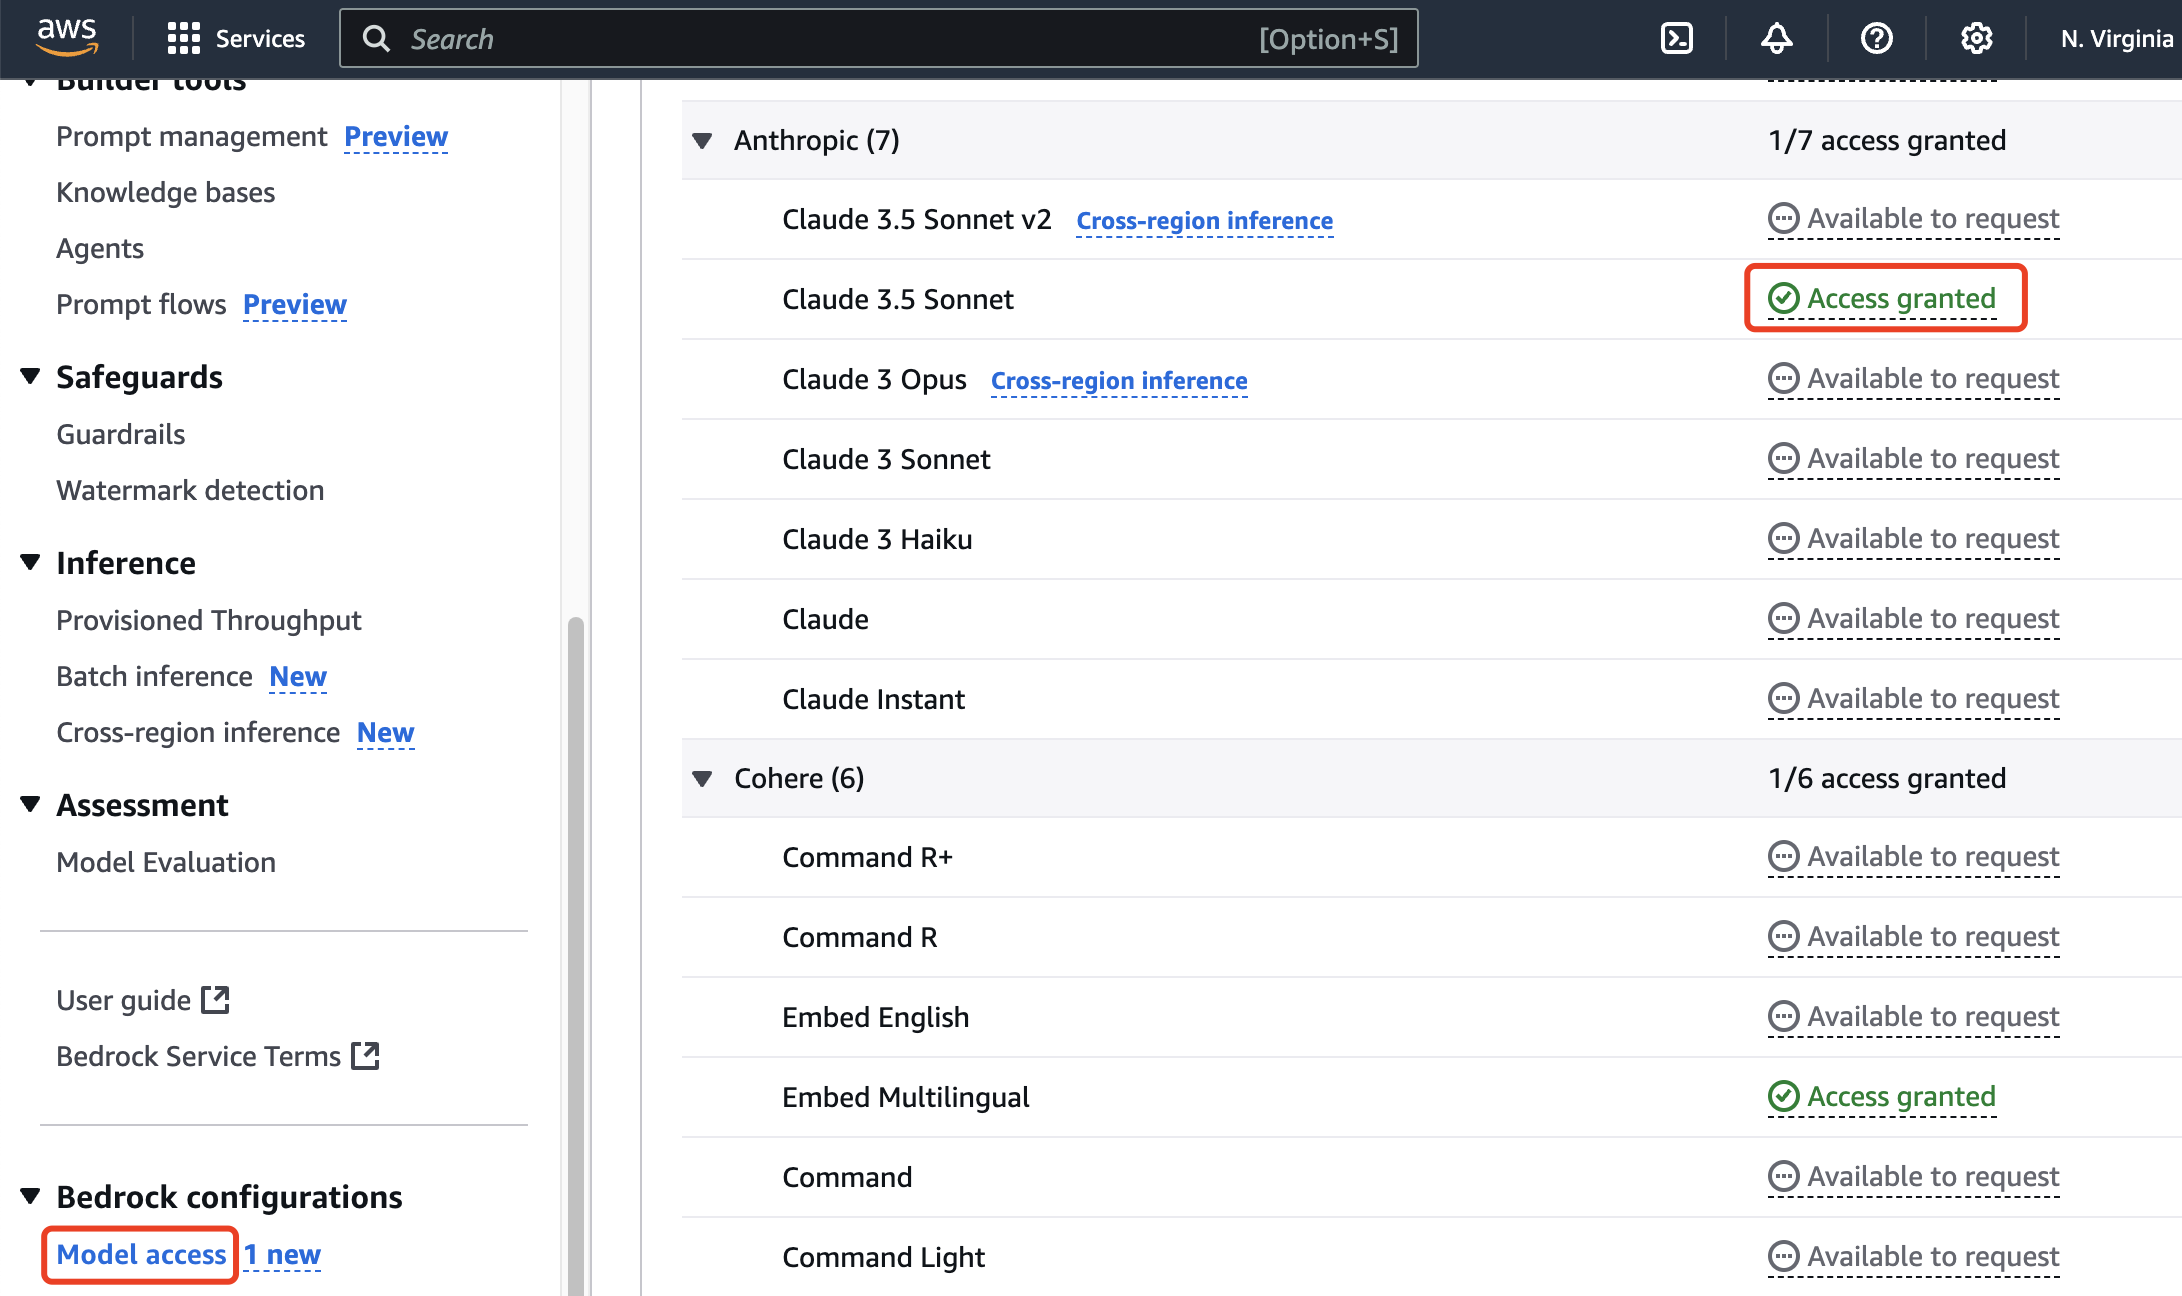 aws
Services
Search
[Option+S]
N. Virginia
Builder tools
Prompt management Preview
Knowledge bases
Agents
Prompt flows Preview
Safeguards
Guardrails
Watermark detection
Inference
Provisioned Throughput
Batch inference New
Cross-region inference New
Assessment
Model Evaluation
User guide
Bedrock Service Terms
Bedrock configurations
Model access 1 new
Anthropic (7) 1/7 access granted
Claude 3.5 Sonnet v2 Cross-region inference Available to request
Claude 3.5 Sonnet Access granted
Claude 3 Opus Cross-region inference Available to request
Claude 3 Sonnet Available to request
Claude 3 Haiku Available to request
Claude Available to request
Claude Instant Available to request
Cohere (6) 1/6 access granted
Command R+ Available to request
Command R Available to request
Embed English Available to request
Embed Multilingual Access granted
Command Available to request
Command Light Available to request